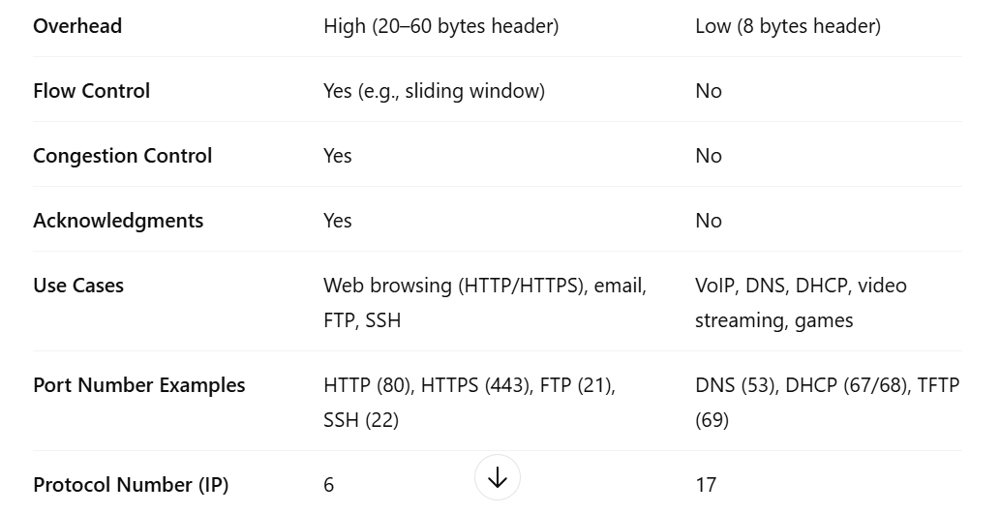 Overhead High (20–60 bytes header) Low (8 bytes header)
Flow Control Yes (e.g., sliding window) No
Congestion Control Yes No
Acknowledgments Yes No
Use Cases Web browsing (HTTP/HTTPS), email, VoIP, DNS, DHCP, video
FTP, SSH streaming, games
Port Number Examples HTTP (80), HTTPS (443), FTP (21), DNS (53), DHCP (67/68), TFTP
SSH (22) (69)
Protocol Number (IP) 6 17